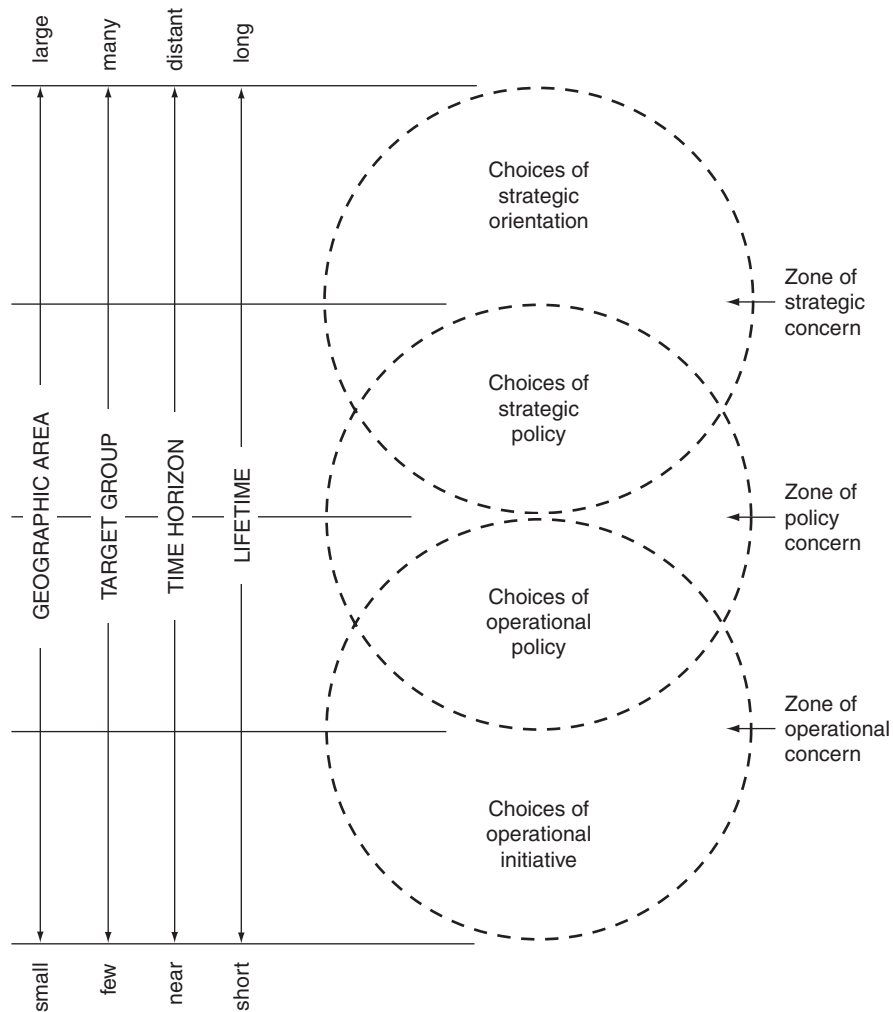 large
many
distant
long
Choices of
strategic
orientation
Zone of
strategic
concern
Choices of
strategic
policy
GEOGRAPHIC AREA
TARGET GROUP
TIME HORIZON
LIFETIME
Zone of
policy
concern
Choices of
operational
policy
Zone of
operational
concern
Choices of
operational
initiative
small
few
near
short